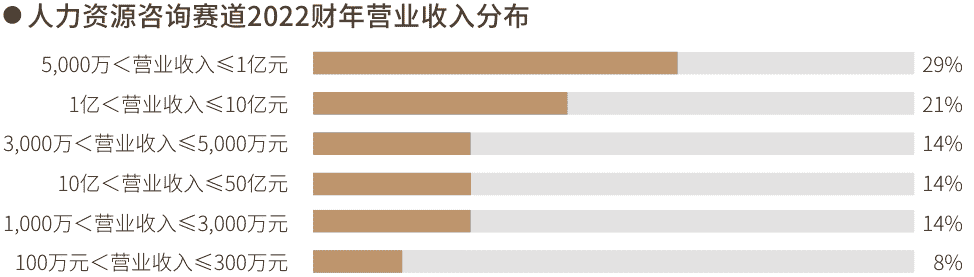 ● 人力资源咨询赛道2022财年营业收入分布
5,000万＜营业收入≤1亿元 29%
1亿＜营业收入≤10亿元 21%
3,000万＜营业收入≤5,000万元 14%
10亿＜营业收入≤50亿元 14%
1,000万＜营业收入≤3,000万元 14%
100万元＜营业收入≤300万元 8%